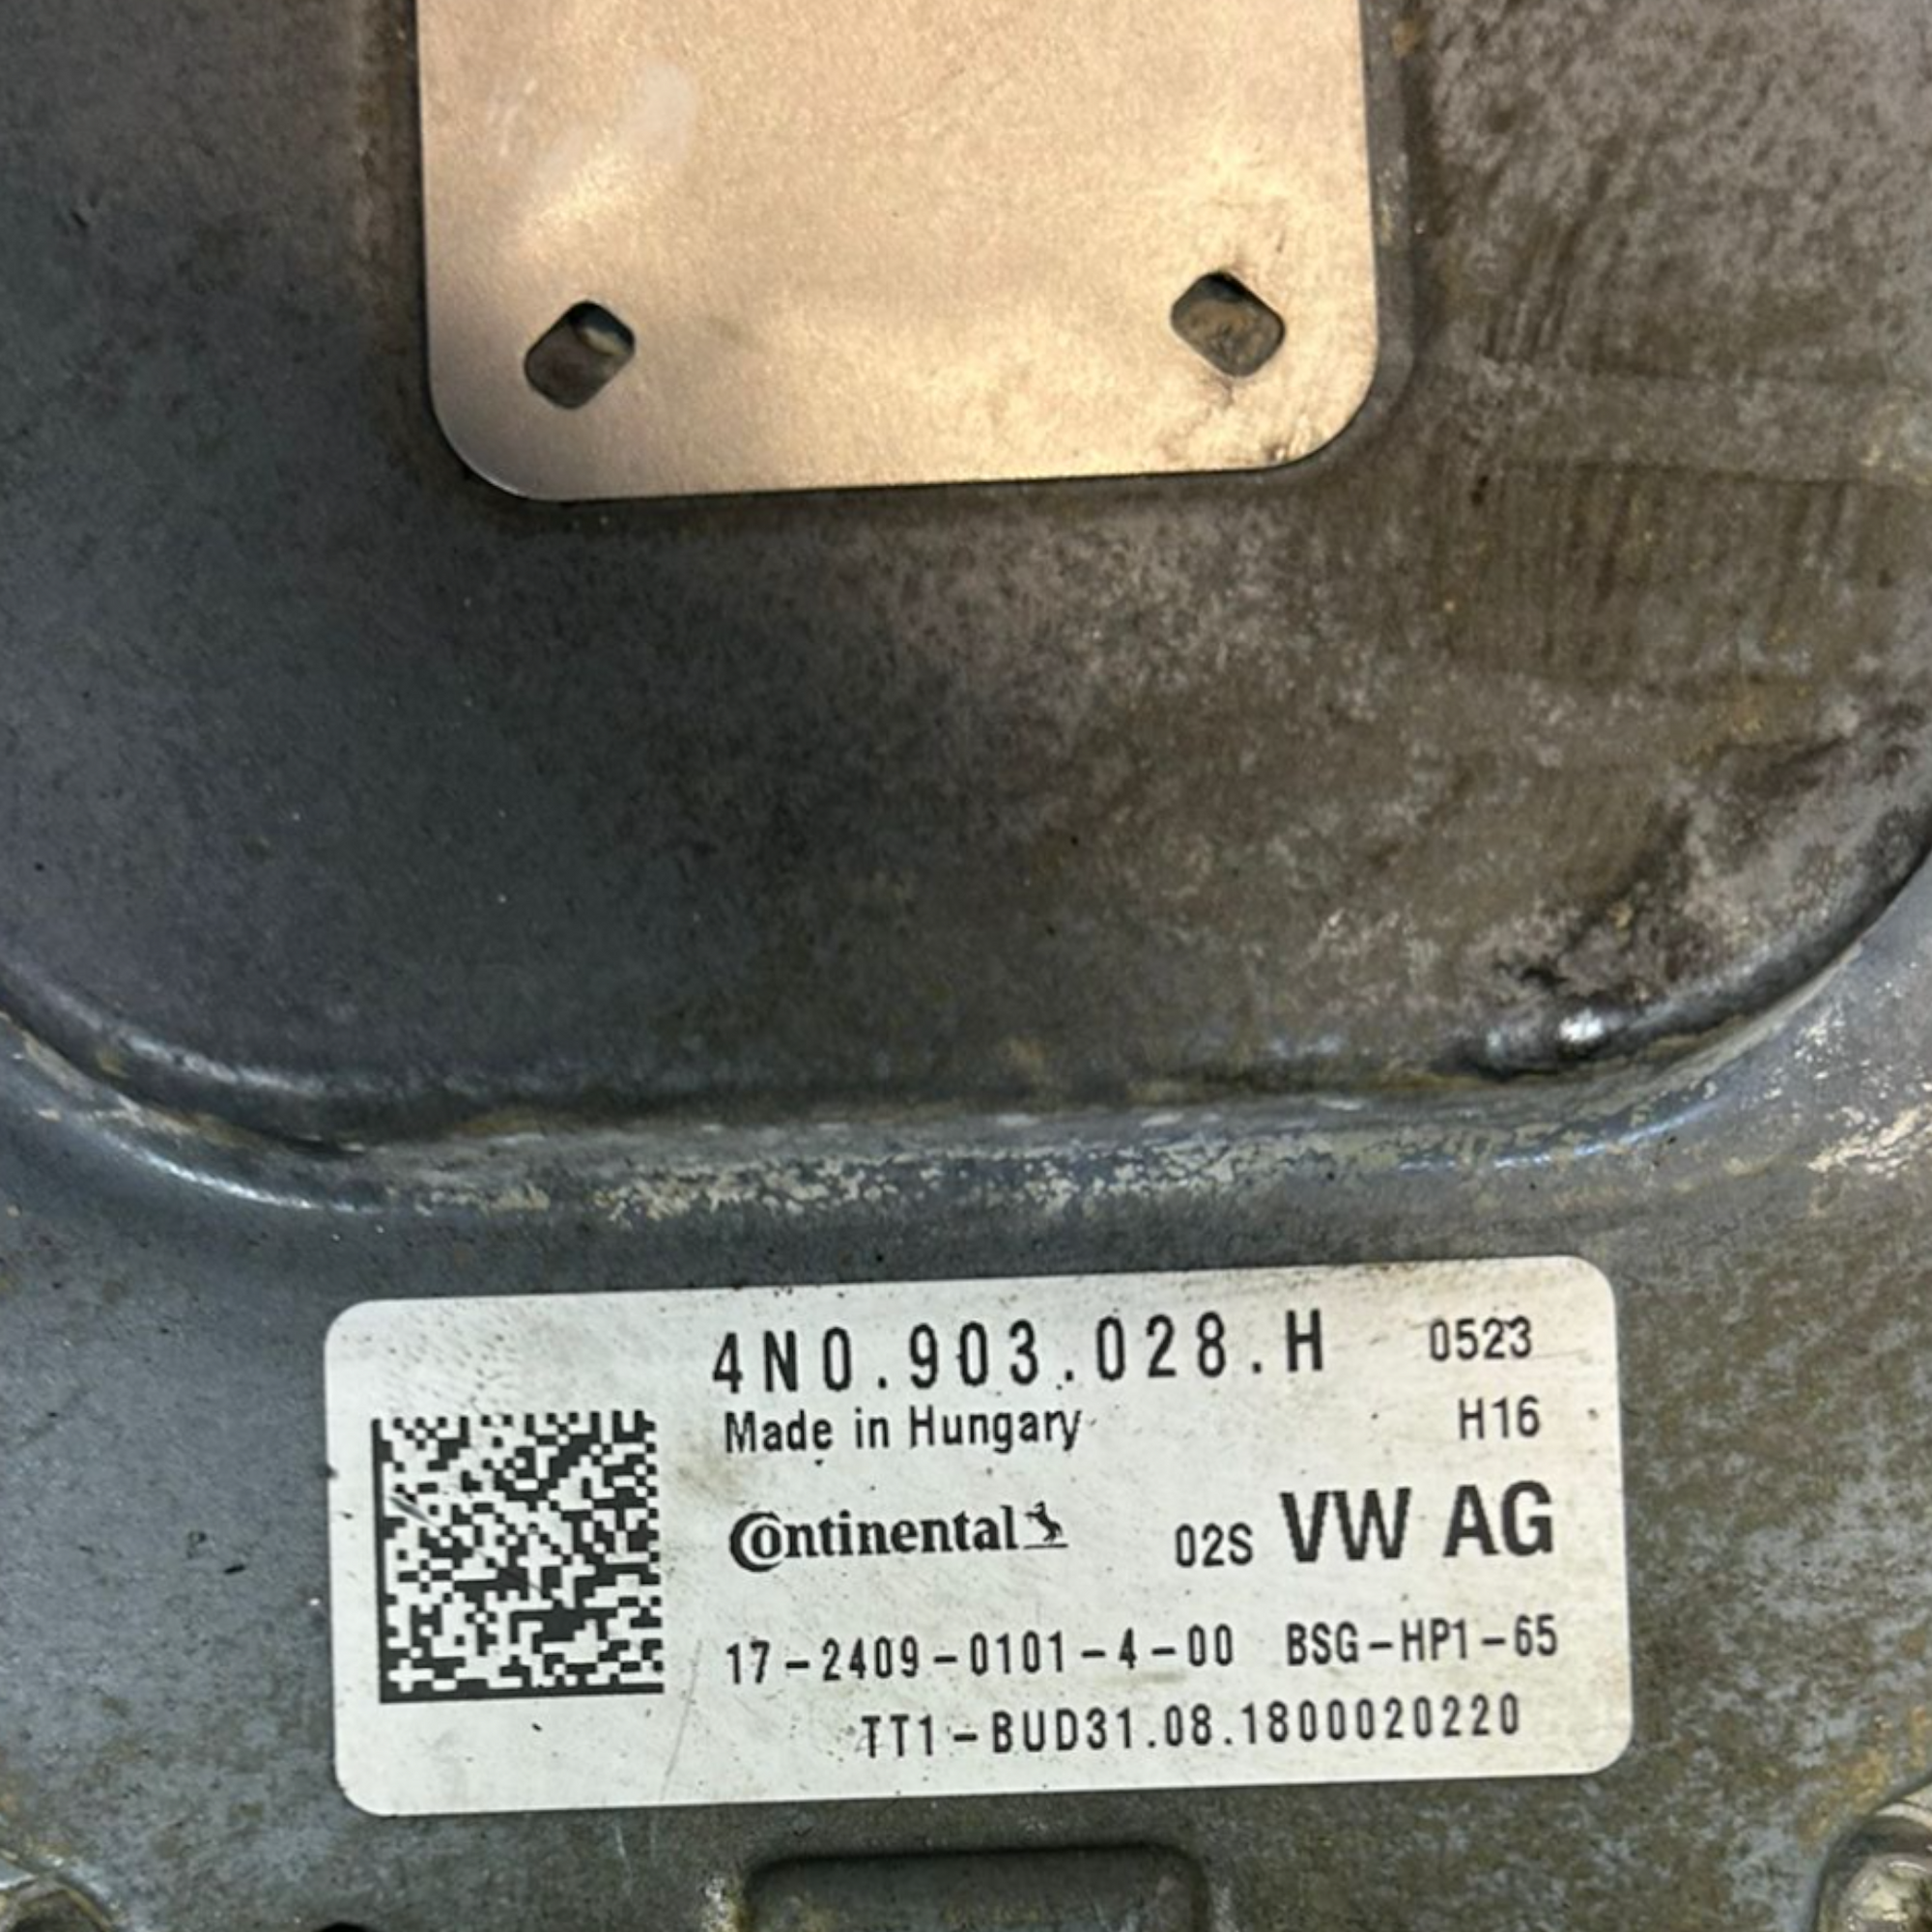 4N0.903.028.H 0523
Made in Hungary H16
Continental 02S VW AG
17-2409-0101-4-00 BSG-HP1-65
TT1-BUD31.08.1800020220